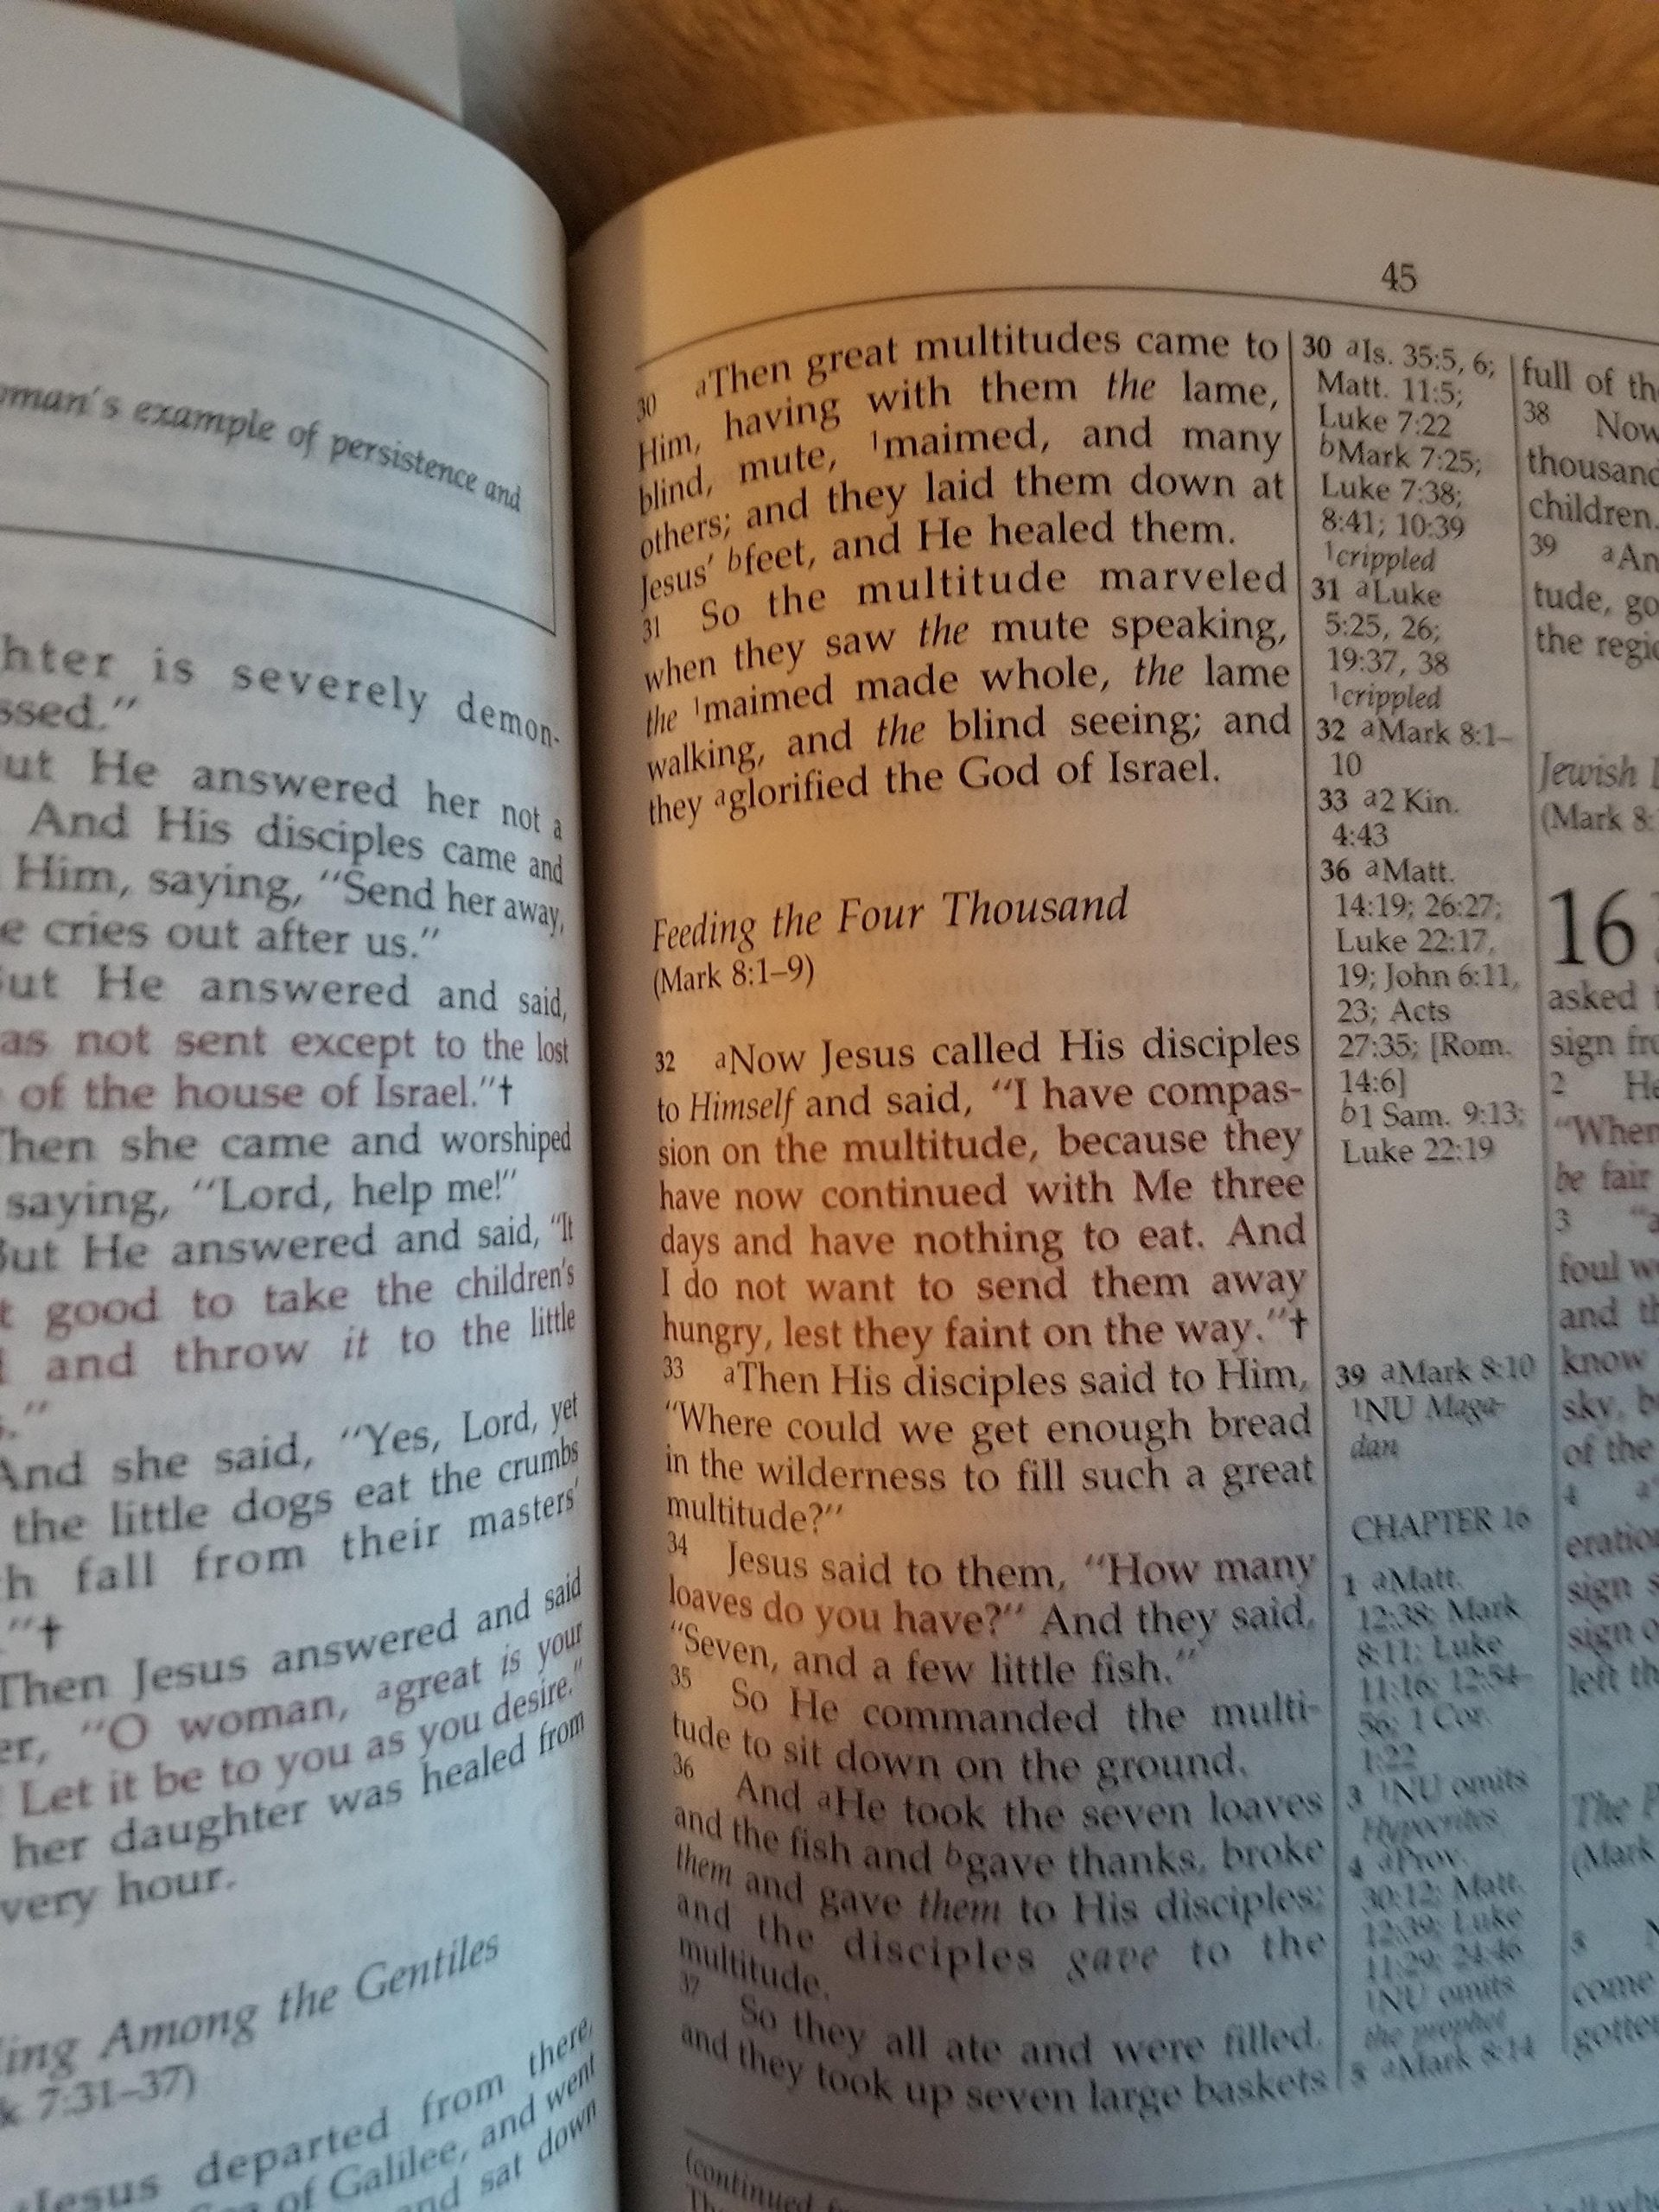 oman's example of persistence and
hter is severely demon-
ssed."
ut He answered her not a
And His disciples came and
Him, saying, "Send her away,
e cries out after us."
ut He answered and said,
as not sent except to the lost
of the house of Israel."†
Then she came and worshiped
saying, "Lord, help me!"
But He answered and said, "It
t good to take the children's
and throw it to the little
."
And she said, "Yes, Lord, yet
the little dogs eat the crumbs
h fall from their masters'
."†
Then Jesus answered and said
er, "O woman, agreat is your
Let it be to you as you desire."
her daughter was healed from
very hour.
ling Among the Gentiles
k 7:31–37)
Jesus departed from there,
of Galilee, and went
and sat down
45
30 aThen great multitudes came to
Him, having with them the lame,
blind, mute, 1maimed, and many
others; and they laid them down at
Jesus' bfeet, and He healed them.
31 So the multitude marveled
when they saw the mute speaking,
the 1maimed made whole, the lame
walking, and the blind seeing; and
they aglorified the God of Israel.
Feeding the Four Thousand
(Mark 8:1–9)
32 aNow Jesus called His disciples
to Himself and said, "I have compas-
sion on the multitude, because they
have now continued with Me three
days and have nothing to eat. And
I do not want to send them away
hungry, lest they faint on the way."†
33 aThen His disciples said to Him,
"Where could we get enough bread
in the wilderness to fill such a great
multitude?"
34 Jesus said to them, "How many
loaves do you have?" And they said,
"Seven, and a few little fish."
35 So He commanded the multi-
tude to sit down on the ground.
36 And aHe took the seven loaves
and the fish and bgave thanks, broke
them and gave them to His disciples;
and the disciples gave to the
multitude.
37 So they all ate and were filled,
and they took up seven large baskets
(continued
30 aIs. 35:5, 6;
Matt. 11:5;
Luke 7:22
bMark 7:25;
Luke 7:38;
8:41; 10:39
1crippled
31 aLuke
5:25, 26;
19:37, 38
1crippled
32 aMark 8:1–
10
33 a2 Kin.
4:43
36 aMatt.
14:19; 26:27;
Luke 22:17,
19; John 6:11,
23; Acts
27:35; [Rom.
14:6]
b1 Sam. 9:13;
Luke 22:19
39 aMark 8:10
1NU Maga-
dan
CHAPTER 16
1 aMatt.
12:38; Mark
8:11; Luke
11:16; 12:54–
56; 1 Cor.
1:22
3 1NU omits
Hypocrites
4 aProv.
30:12; Matt.
12:39; Luke
11:29; 24:46
1NU omits
the prophet
5 aMark 8:14
full of th
38 Now
thousand
children.
39 aAn
tude, go
the regio
Jewish L
(Mark 8:
16
asked t
sign fro
2 He
"When
be fair
3 "a
foul we
and th
know
sky, b
of the
4 a
eration
sign s
sign o
left th
The P
(Mark
5
come
gotten